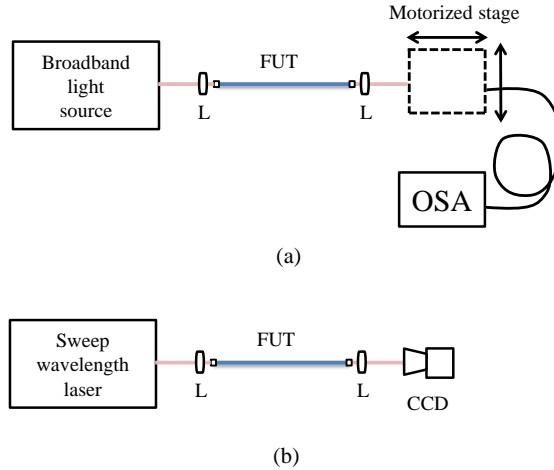 Motorized stage
Broadband
light
source
FUT
L
L
OSA
(a)
Sweep
wavelength
laser
FUT
L
L
CCD
(b)